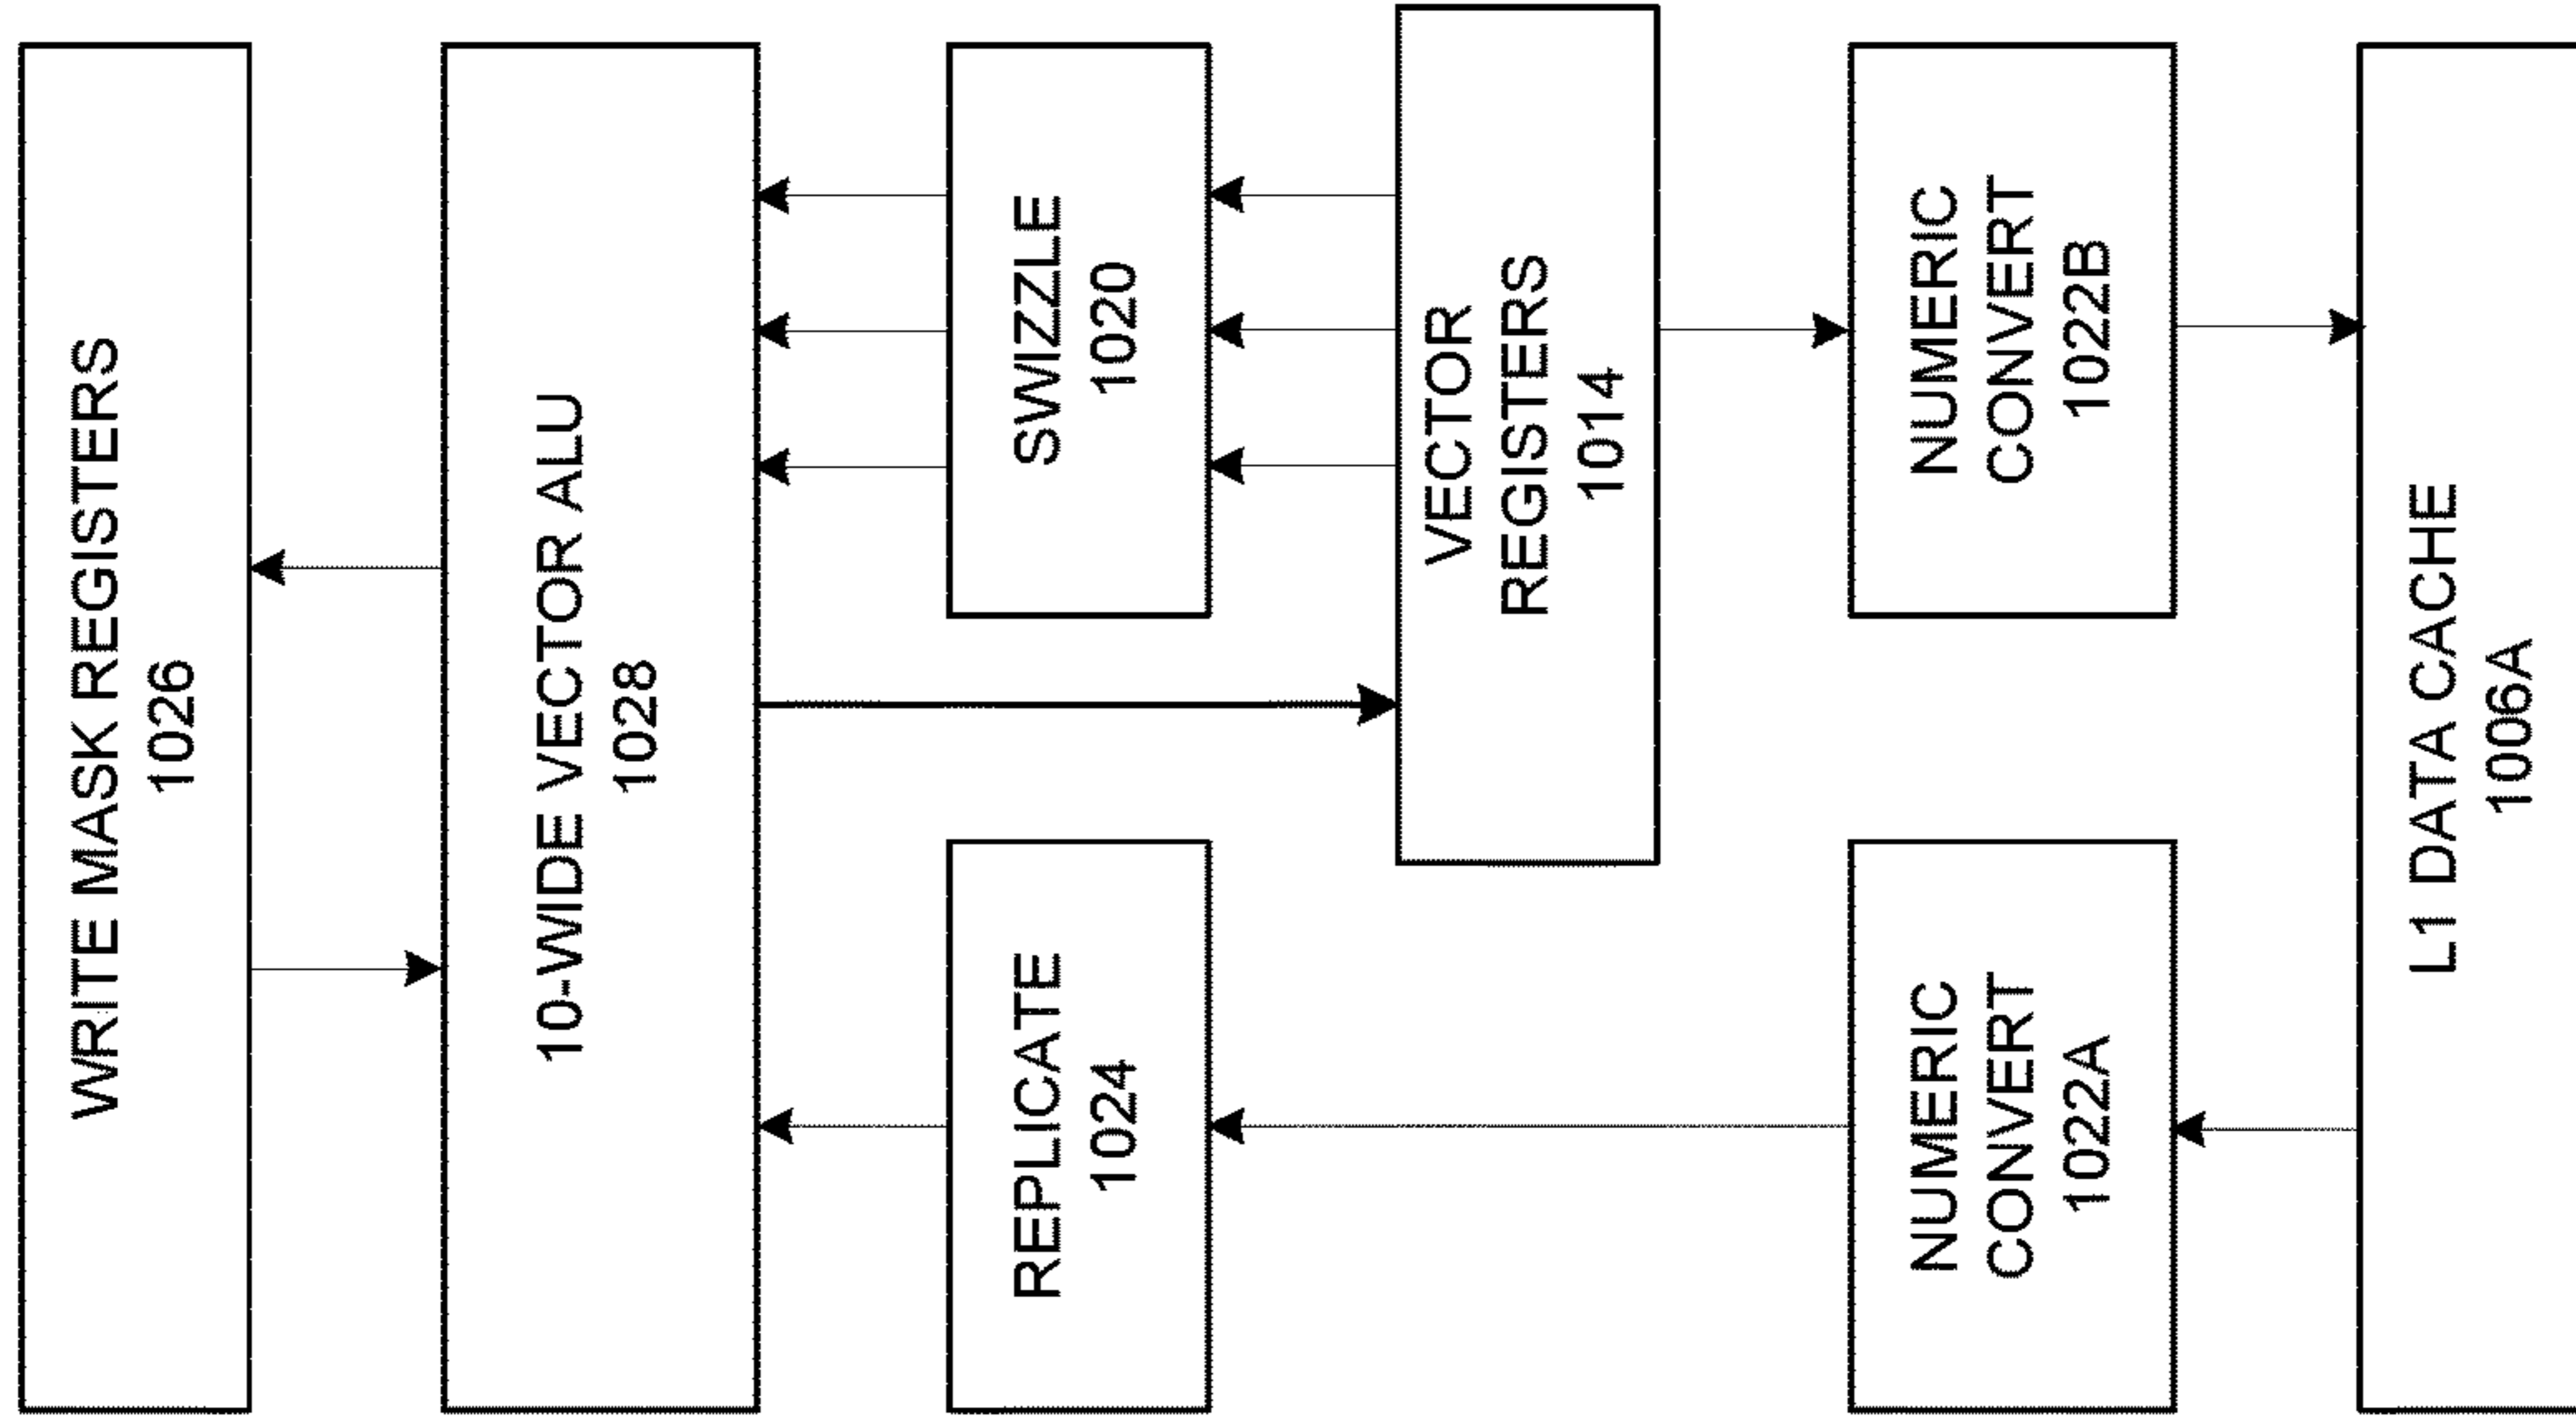 WRITE MASK REGISTERS
1026
10-WIDE VECTOR ALU
1028
REPLICATE
1024
SWIZZLE
1020
VECTOR
REGISTERS
1014
NUMERIC
CONVERT
1022A
NUMERIC
CONVERT
1022B
L1 DATA CACHE
1006A